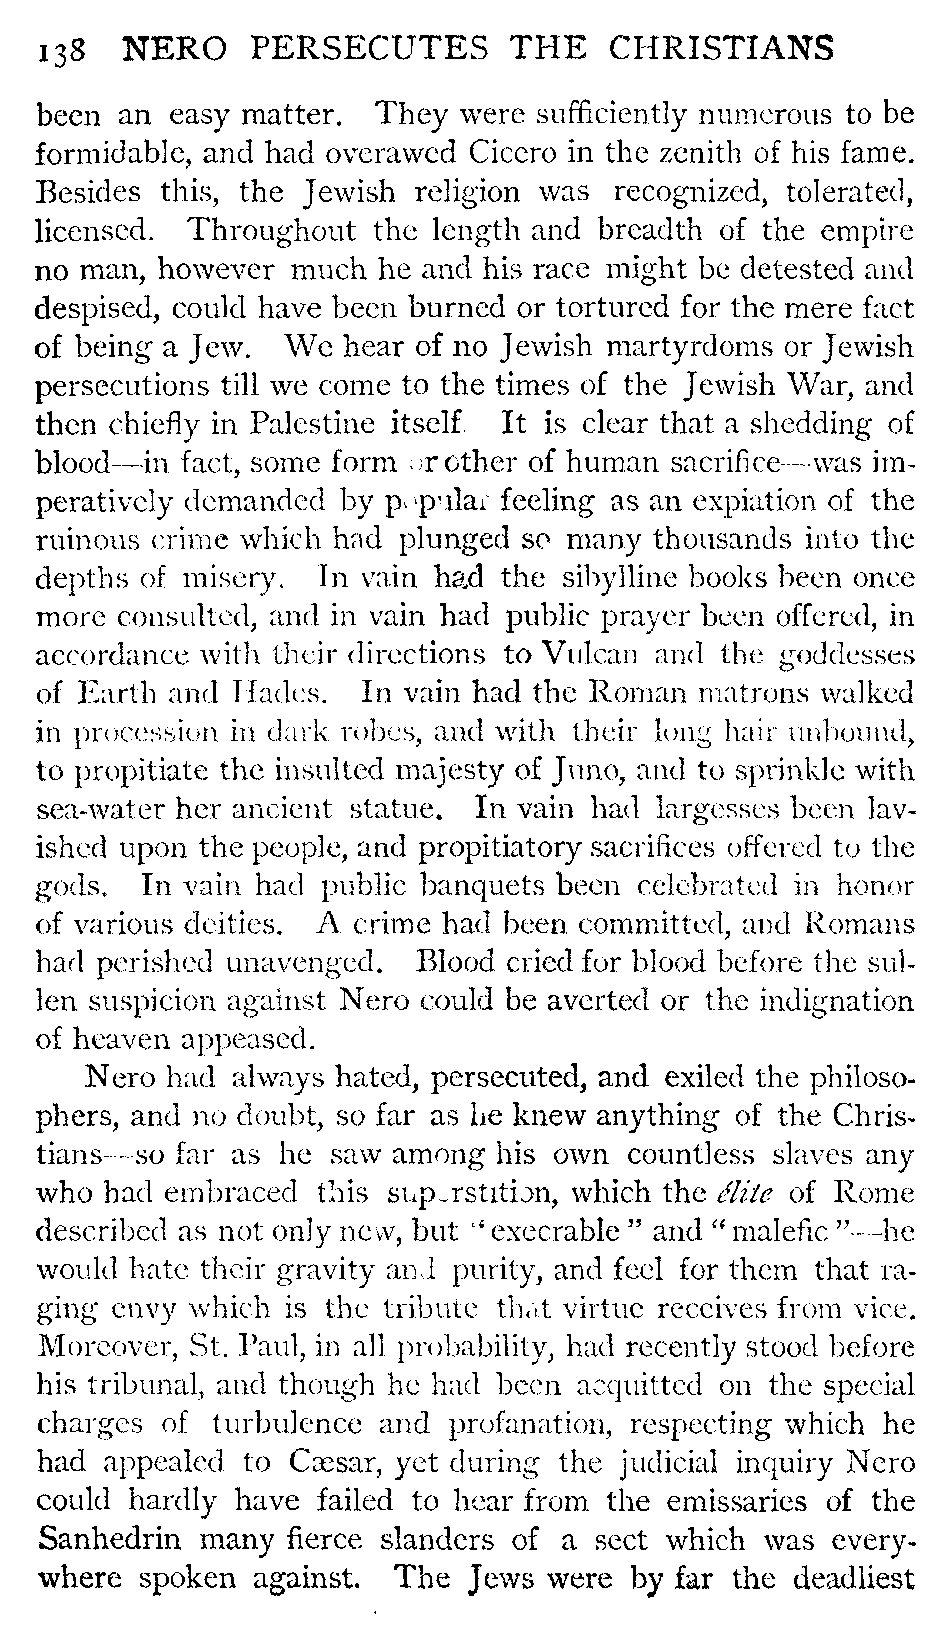 138 NERO PERSECUTES THE CHRISTIANS
been an easy matter. They were sufficiently numerous to be
formidable, and had overawed Cicero in the zenith of his fame.
Besides this, the Jewish religion was recognized, tolerated,
licensed. Throughout the length and breadth of the empire
no man, however much he and his race might be detested and
despised, could have been burned or tortured for the mere fact
of being a Jew. We hear of no Jewish martyrdoms or Jewish
persecutions till we come to the times of the Jewish War, and
then chiefly in Palestine itself. It is clear that a shedding of
blood—in fact, some form or other of human sacrifice—was im-
peratively demanded by popular feeling as an expiation of the
ruinous crime which had plunged so many thousands into the
depths of misery. In vain had the sibylline books been once
more consulted, and in vain had public prayer been offered, in
accordance with their directions to Vulcan and the goddesses
of Earth and Hades. In vain had the Roman matrons walked
in procession in dark robes, and with their long hair unbound,
to propitiate the insulted majesty of Juno, and to sprinkle with
sea-water her ancient statue. In vain had largesses been lav-
ished upon the people, and propitiatory sacrifices offered to the
gods. In vain had public banquets been celebrated in honor
of various deities. A crime had been committed, and Romans
had perished unavenged. Blood cried for blood before the sul-
len suspicion against Nero could be averted or the indignation
of heaven appeased.
Nero had always hated, persecuted, and exiled the philoso-
phers, and no doubt, so far as he knew anything of the Chris-
tians—so far as he saw among his own countless slaves any
who had embraced this superstition, which the élite of Rome
described as not only new, but "execrable" and "malefic"—he
would hate their gravity and purity, and feel for them that ra-
ging envy which is the tribute that virtue receives from vice.
Moreover, St. Paul, in all probability, had recently stood before
his tribunal, and though he had been acquitted on the special
charges of turbulence and profanation, respecting which he
had appealed to Cæsar, yet during the judicial inquiry Nero
could hardly have failed to hear from the emissaries of the
Sanhedrin many fierce slanders of a sect which was every-
where spoken against. The Jews were by far the deadliest